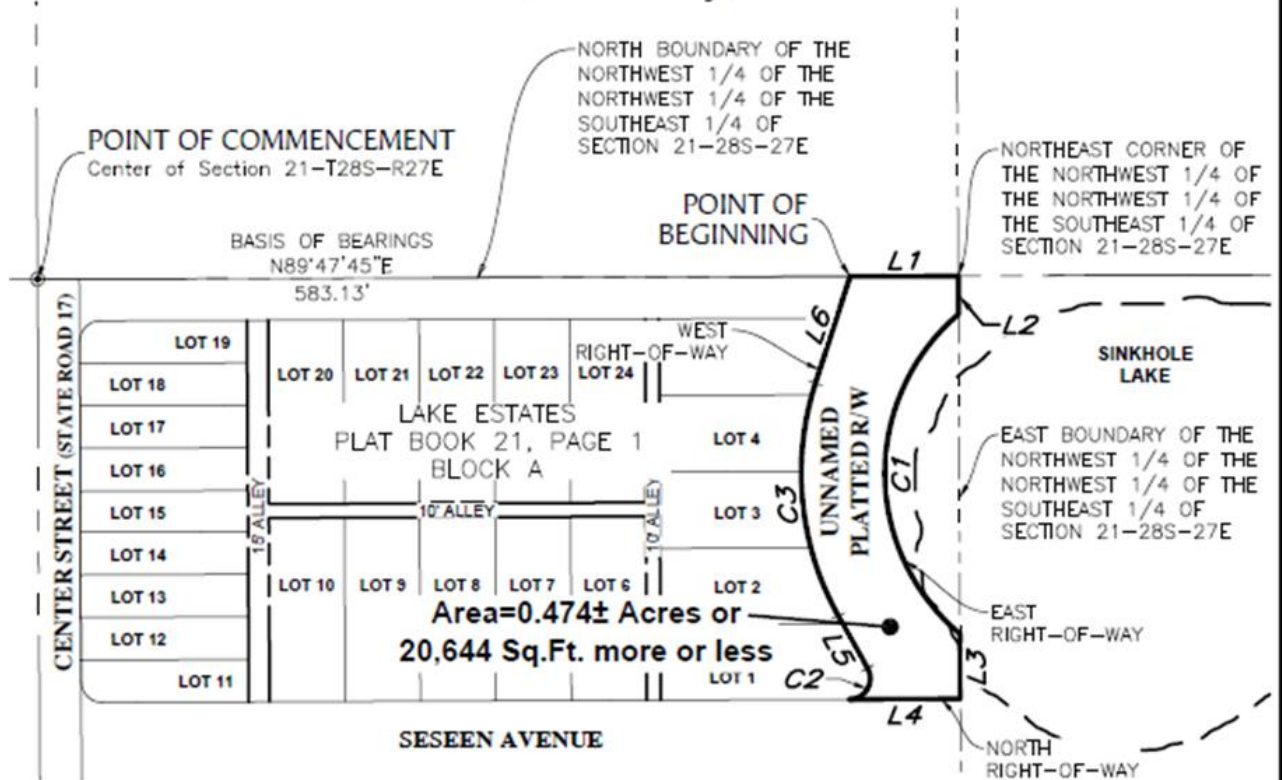 NORTH BOUNDARY OF THE
NORTHWEST 1/4 OF THE
NORTHWEST 1/4 OF THE
SOUTHEAST 1/4 OF
SECTION 21-28S-27E
POINT OF COMMENCEMENT
Center of Section 21-T28S-R27E
NORTHEAST CORNER OF
THE NORTHWEST 1/4 OF
THE NORTHWEST 1/4 OF
THE SOUTHEAST 1/4 OF
SECTION 21-28S-27E
POINT OF
BEGINNING
BASIS OF BEARINGS
N89°47'45"E
583.13'
L1
L2
L6
WEST
RIGHT-OF-WAY
SINKHOLE
LAKE
CENTER STREET (STATE ROAD 17)
LOT 19
LOT 18
LOT 17
LOT 16
LOT 15
LOT 14
LOT 13
LOT 12
LOT 11
15' ALLEY
LOT 20
LOT 21
LOT 22
LOT 23
LOT 24
LAKE ESTATES
PLAT BOOK 21, PAGE 1
BLOCK A
10' ALLEY
10' ALLEY
LOT 10
LOT 9
LOT 8
LOT 7
LOT 6
LOT 4
LOT 3
LOT 2
LOT 1
C3
UNNAMED
PLATTED R/W
C1
EAST BOUNDARY OF THE
NORTHWEST 1/4 OF THE
NORTHWEST 1/4 OF THE
SOUTHEAST 1/4 OF
SECTION 21-28S-27E
Area=0.474± Acres or
20,644 Sq.Ft. more or less
EAST
RIGHT-OF-WAY
L5
C2
L3
L4
NORTH
RIGHT-OF-WAY
SESEEN AVENUE